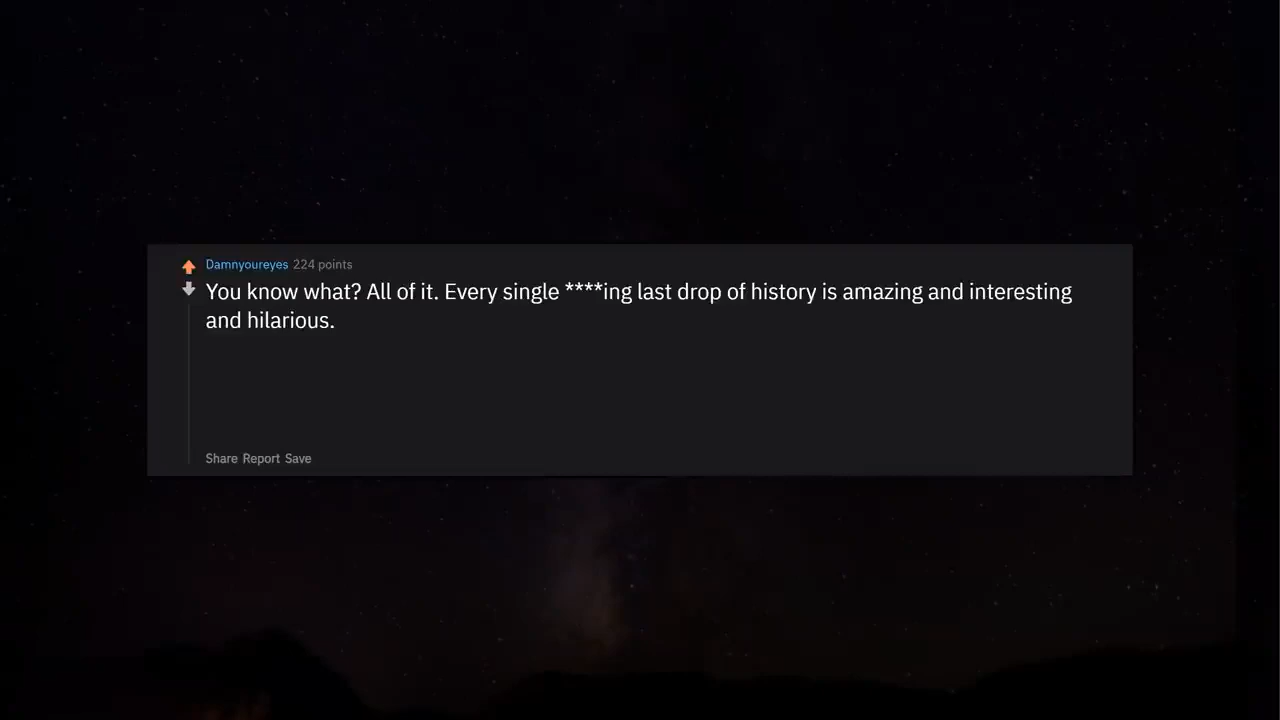 Damnyoureyes 224 points
You know what? All of it. Every single ****ing last drop of history is amazing and interesting
and hilarious.
Share Report Save